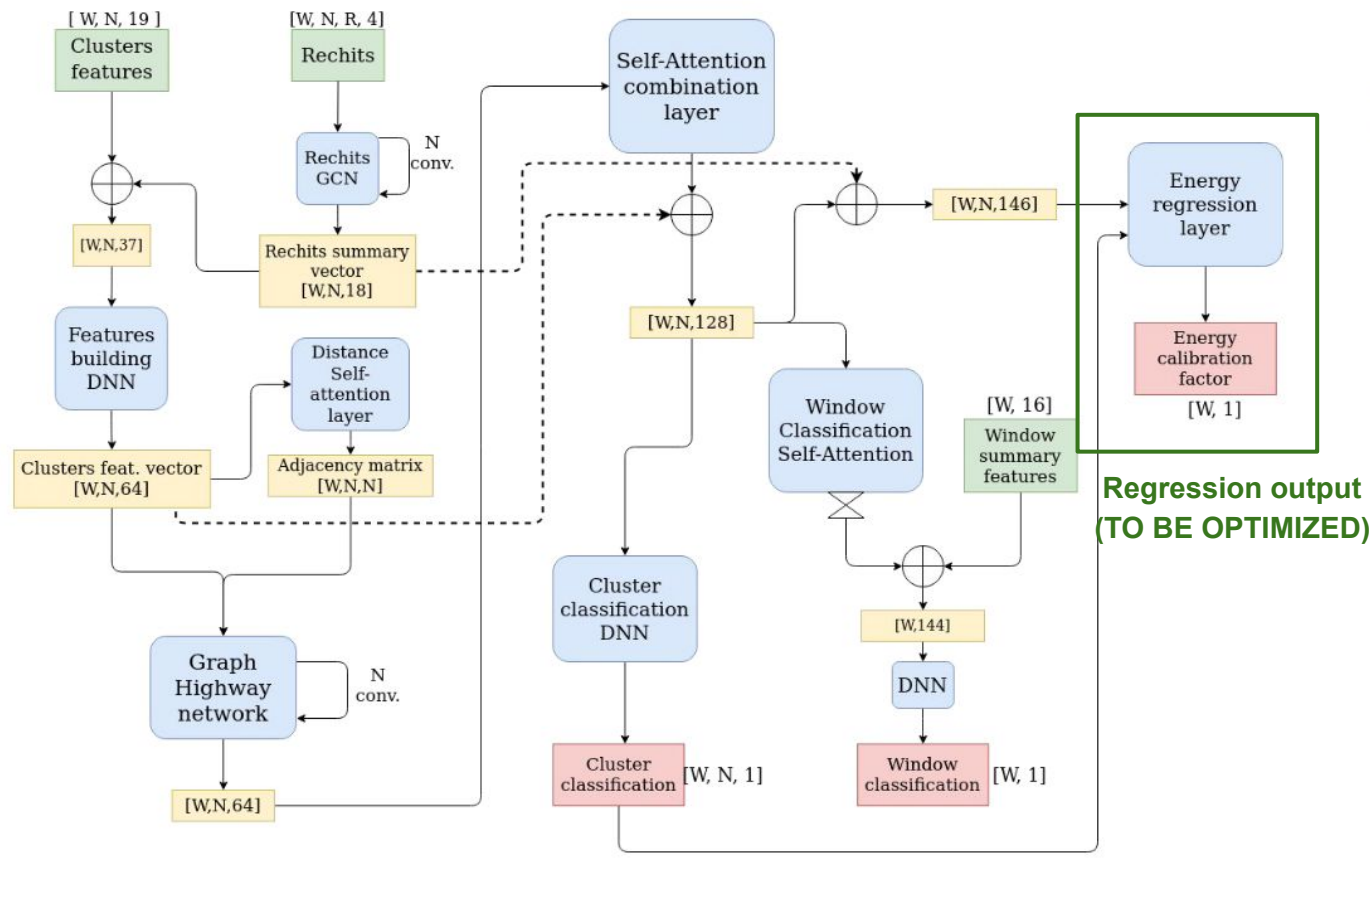 [ W, N, 19 ]
Clusters
features
[W, N, R, 4]
Rechits
Rechits
GCN
N
conv.
[W,N,37]
Rechits summary
vector
[W,N,18]
Features
building
DNN
Distance
Self-
attention
layer
Clusters feat. vector
[W,N,64]
Adjacency matrix
[W,N,N]
Graph
Highway
network
N
conv.
[W,N,64]
Self-Attention
combination
layer
[W,N,128]
[W,N,146]
Energy
regression
layer
Energy
calibration
factor
[W, 1]
Regression output
(TO BE OPTIMIZED)
Window
Classification
Self-Attention
[W, 16]
Window
summary
features
Cluster
classification
DNN
[W,144]
DNN
Cluster
classification
[W, N, 1]
Window
classification
[W, 1]